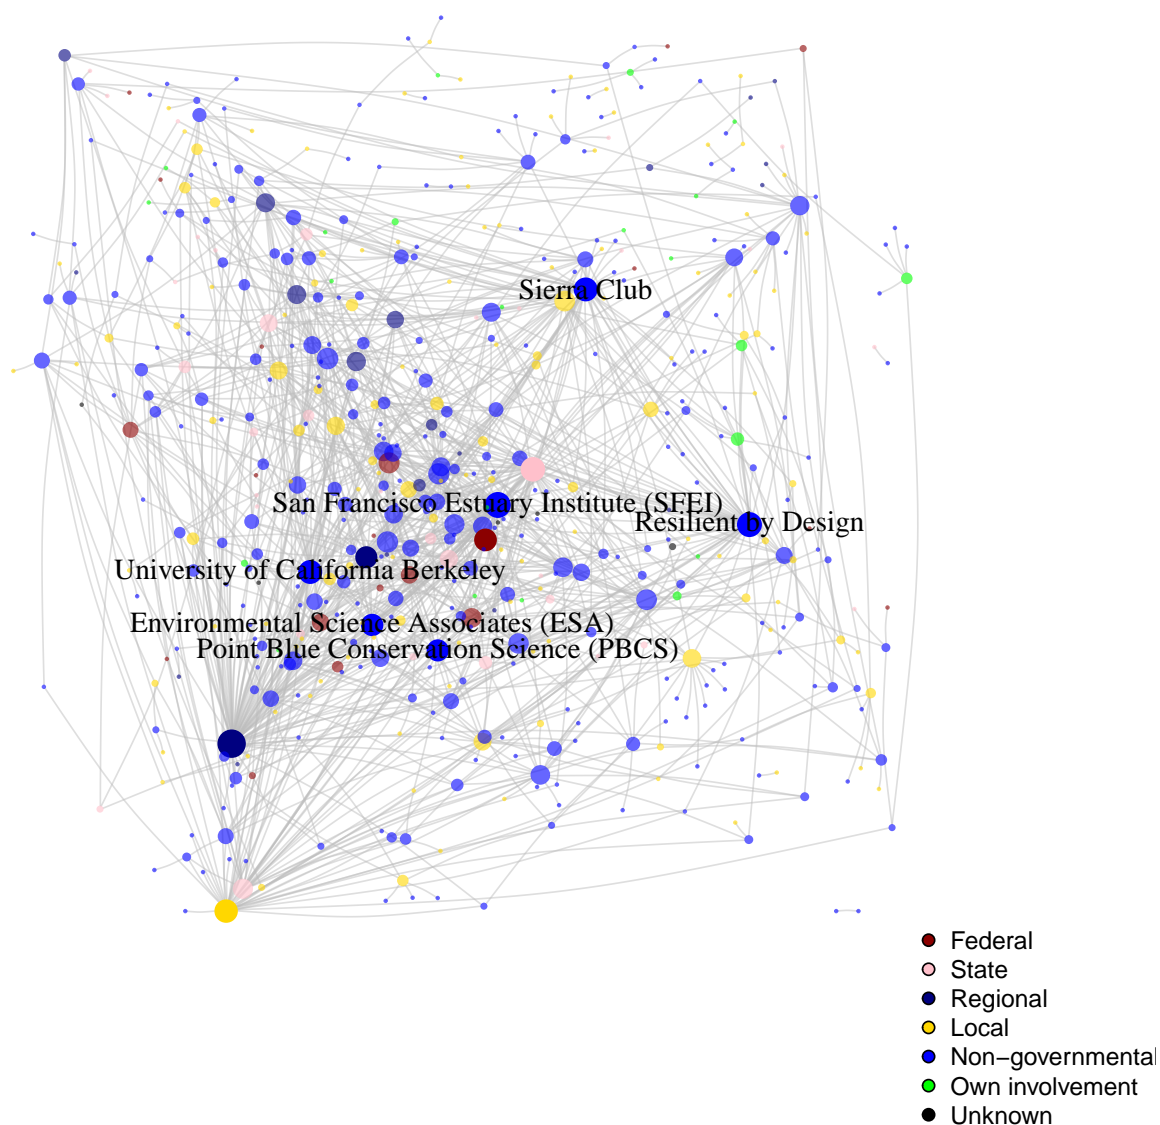 Sierra Club
San Francisco Estuary Institute (SFEI)
Resilient by Design
University of California Berkeley
Environmental Science Associates (ESA)
Point Blue Conservation Science (PBCS)
Federal
State
Regional
Local
Non−governmental
Own involvement
Unknown